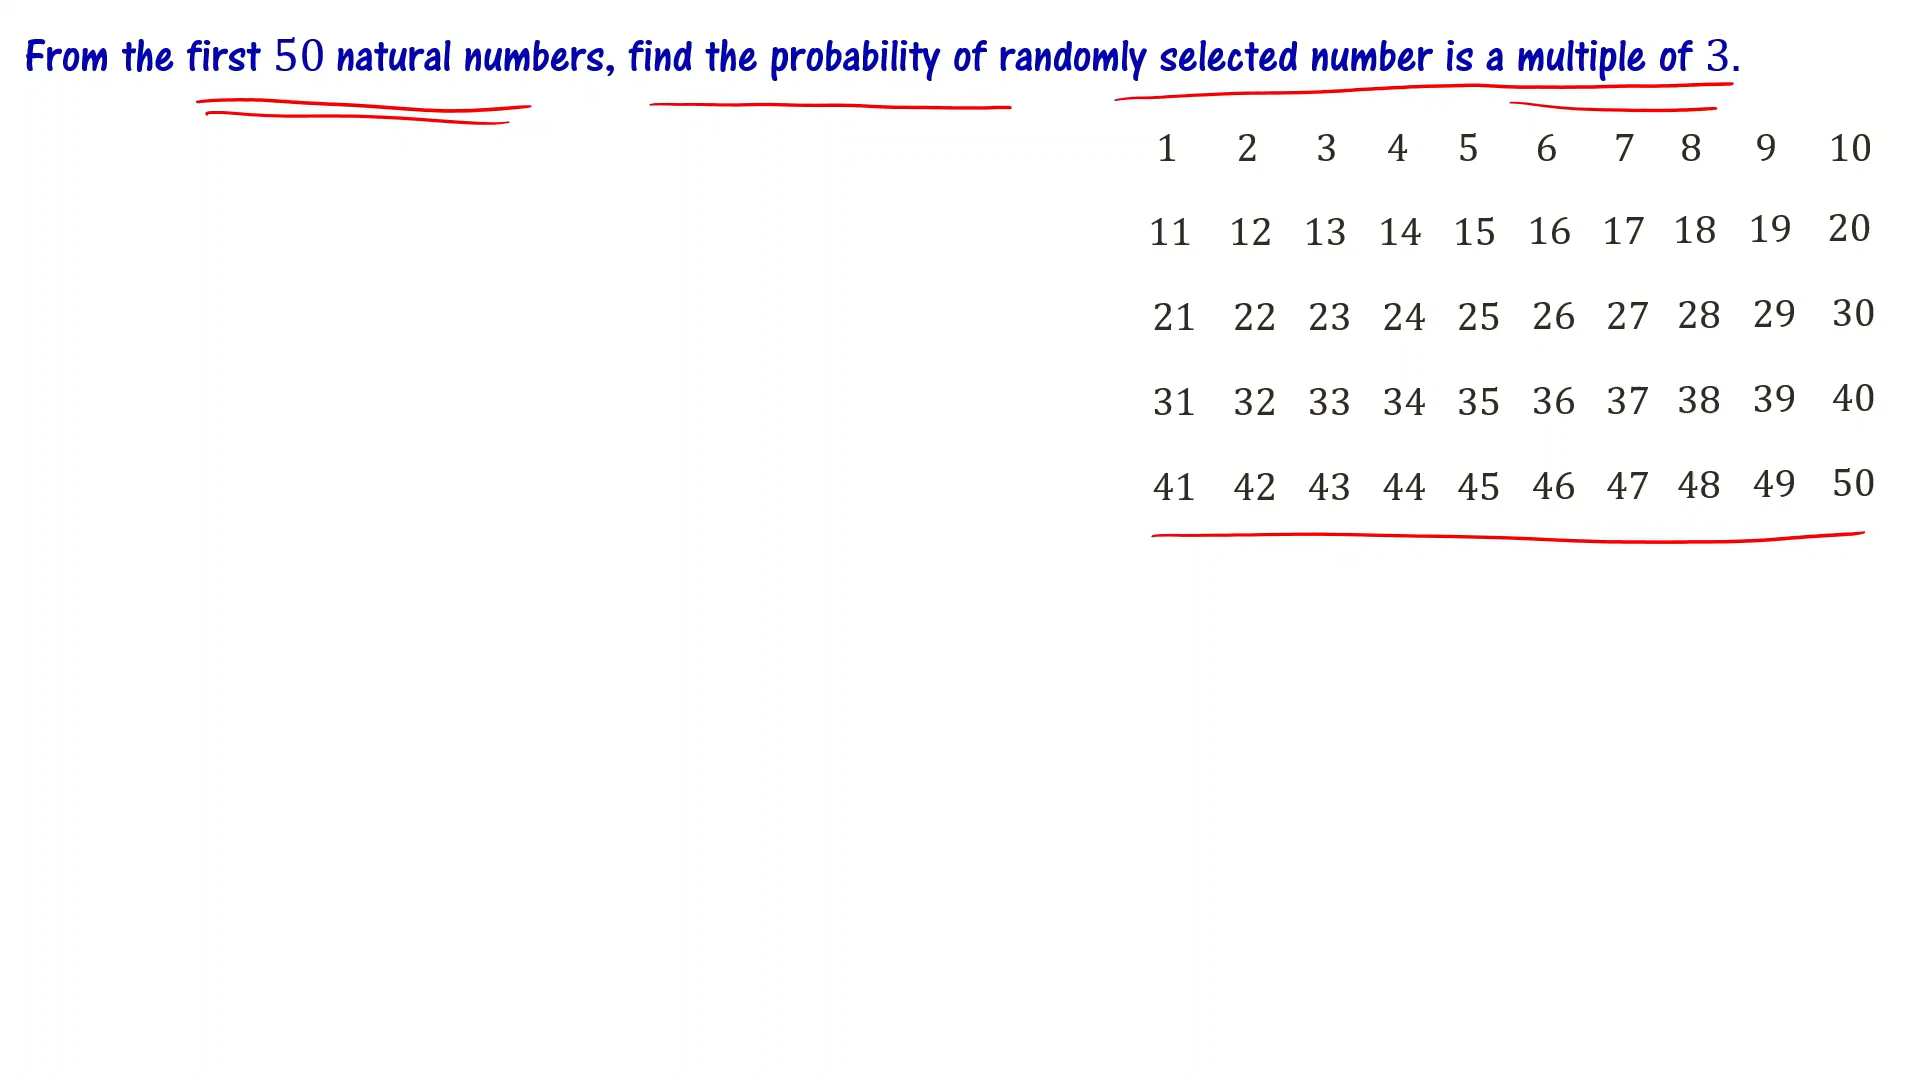 From the first 50 natural numbers, find the probability of randomly selected number is a multiple of 3.
1 2 3 4 5 6 7 8 9 10
11 12 13 14 15 16 17 18 19 20
21 22 23 24 25 26 27 28 29 30
31 32 33 34 35 36 37 38 39 40
41 42 43 44 45 46 47 48 49 50